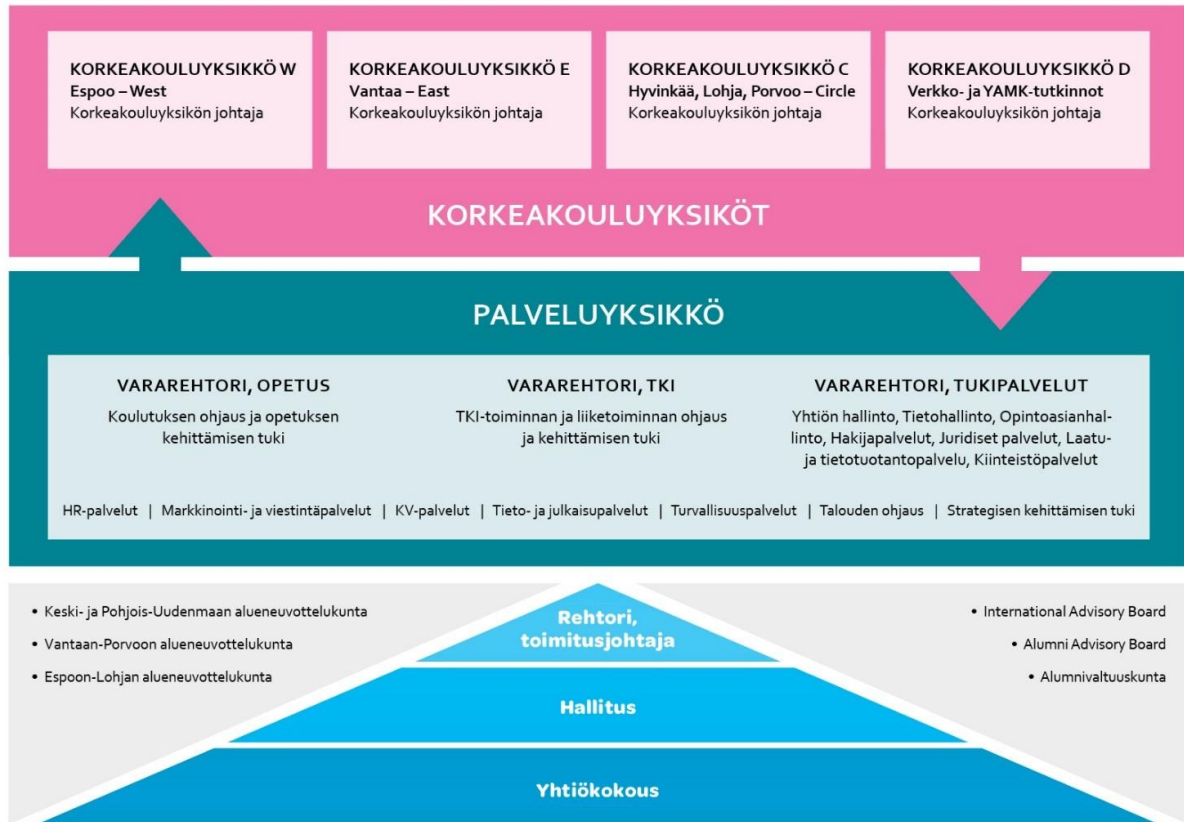 KORKEAKOULUYKSIKKÖ W
Espoo – West
Korkeakouluyksikön johtaja
KORKEAKOULUYKSIKKÖ E
Vantaa – East
Korkeakouluyksikön johtaja
KORKEAKOULUYKSIKKÖ C
Hyvinkää, Lohja, Porvoo – Circle
Korkeakouluyksikön johtaja
KORKEAKOULUYKSIKKÖ D
Verkko- ja YAMK-tutkinnot
Korkeakouluyksikön johtaja
KORKEAKOULUYKSIKÖT
PALVELUYKSIKKÖ
VARAREHTORI, OPETUS
Koulutuksen ohjaus ja opetuksen
kehittämisen tuki
VARAREHTORI, TKI
TKI-toiminnan ja liiketoiminnan ohjaus
ja kehittämisen tuki
VARAREHTORI, TUKIPALVELUT
Yhtiön hallinto, Tietohallinto, Opintoasianhal-
linto, Hakijapalvelut, Juridiset palvelut, Laatu-
ja tietotuotantopalvelu, Kiinteistöpalvelut
HR-palvelut | Markkinointi- ja viestintäpalvelut | KV-palvelut | Tieto- ja julkaisupalvelut | Turvallisuuspalvelut | Talouden ohjaus | Strategisen kehittämisen tuki
• Keski- ja Pohjois-Uudenmaan alueneuvottelukunta
• Vantaan-Porvoon alueneuvottelukunta
• Espoon-Lohjan alueneuvottelukunta
Rehtori,
toimitusjohtaja
Hallitus
Yhtiökokous
• International Advisory Board
• Alumni Advisory Board
• Alumnivaltuuskunta